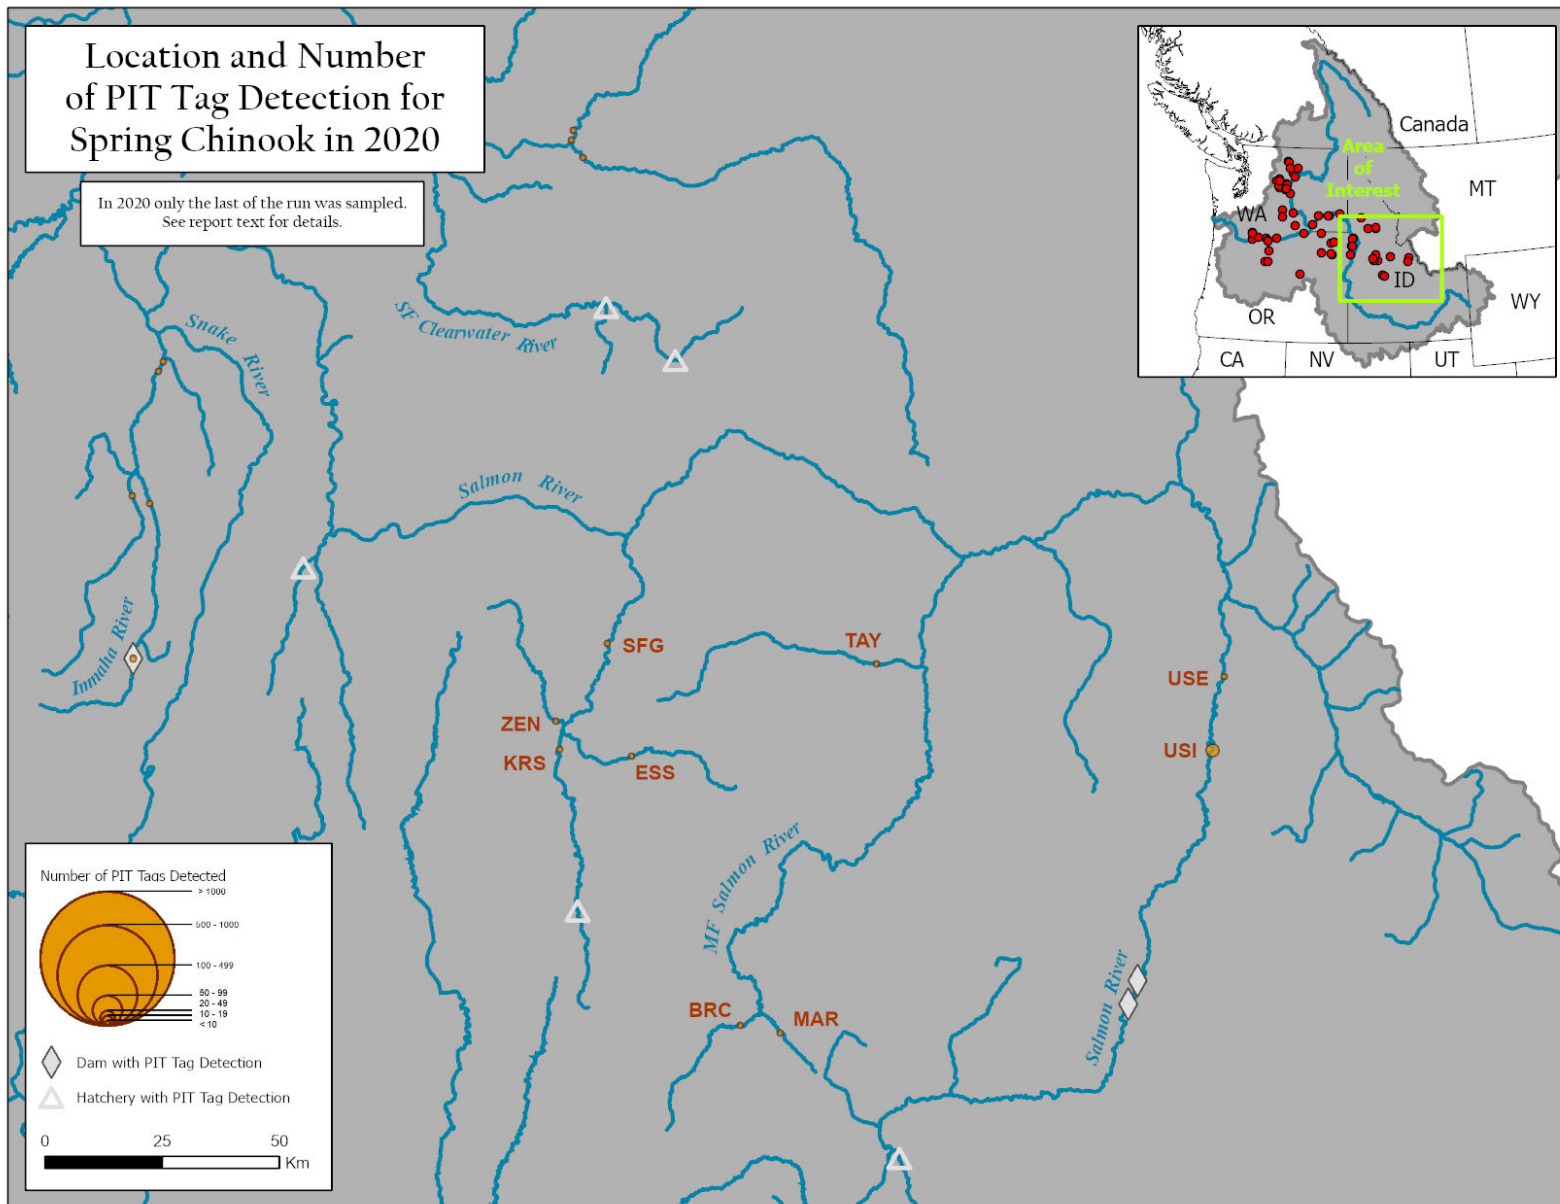 Location and Number
of PIT Tag Detection for
Spring Chinook in 2020
In 2020 only the last of the run was sampled.
See report text for details.
Canada
Area
of
Interest
MT
WA
ID
WY
OR
CA
NV
UT
Snake River
SF Clearwater River
Salmon River
Imnaha River
SFG
TAY
ZEN
KRS
ESS
USE
USI
MF Salmon River
BRC
MAR
Salmon River
Number of PIT Tags Detected
> 1000
500 - 1000
100 - 499
50 - 99
20 - 49
10 - 19
< 10
Dam with PIT Tag Detection
Hatchery with PIT Tag Detection
0 25 50
Km